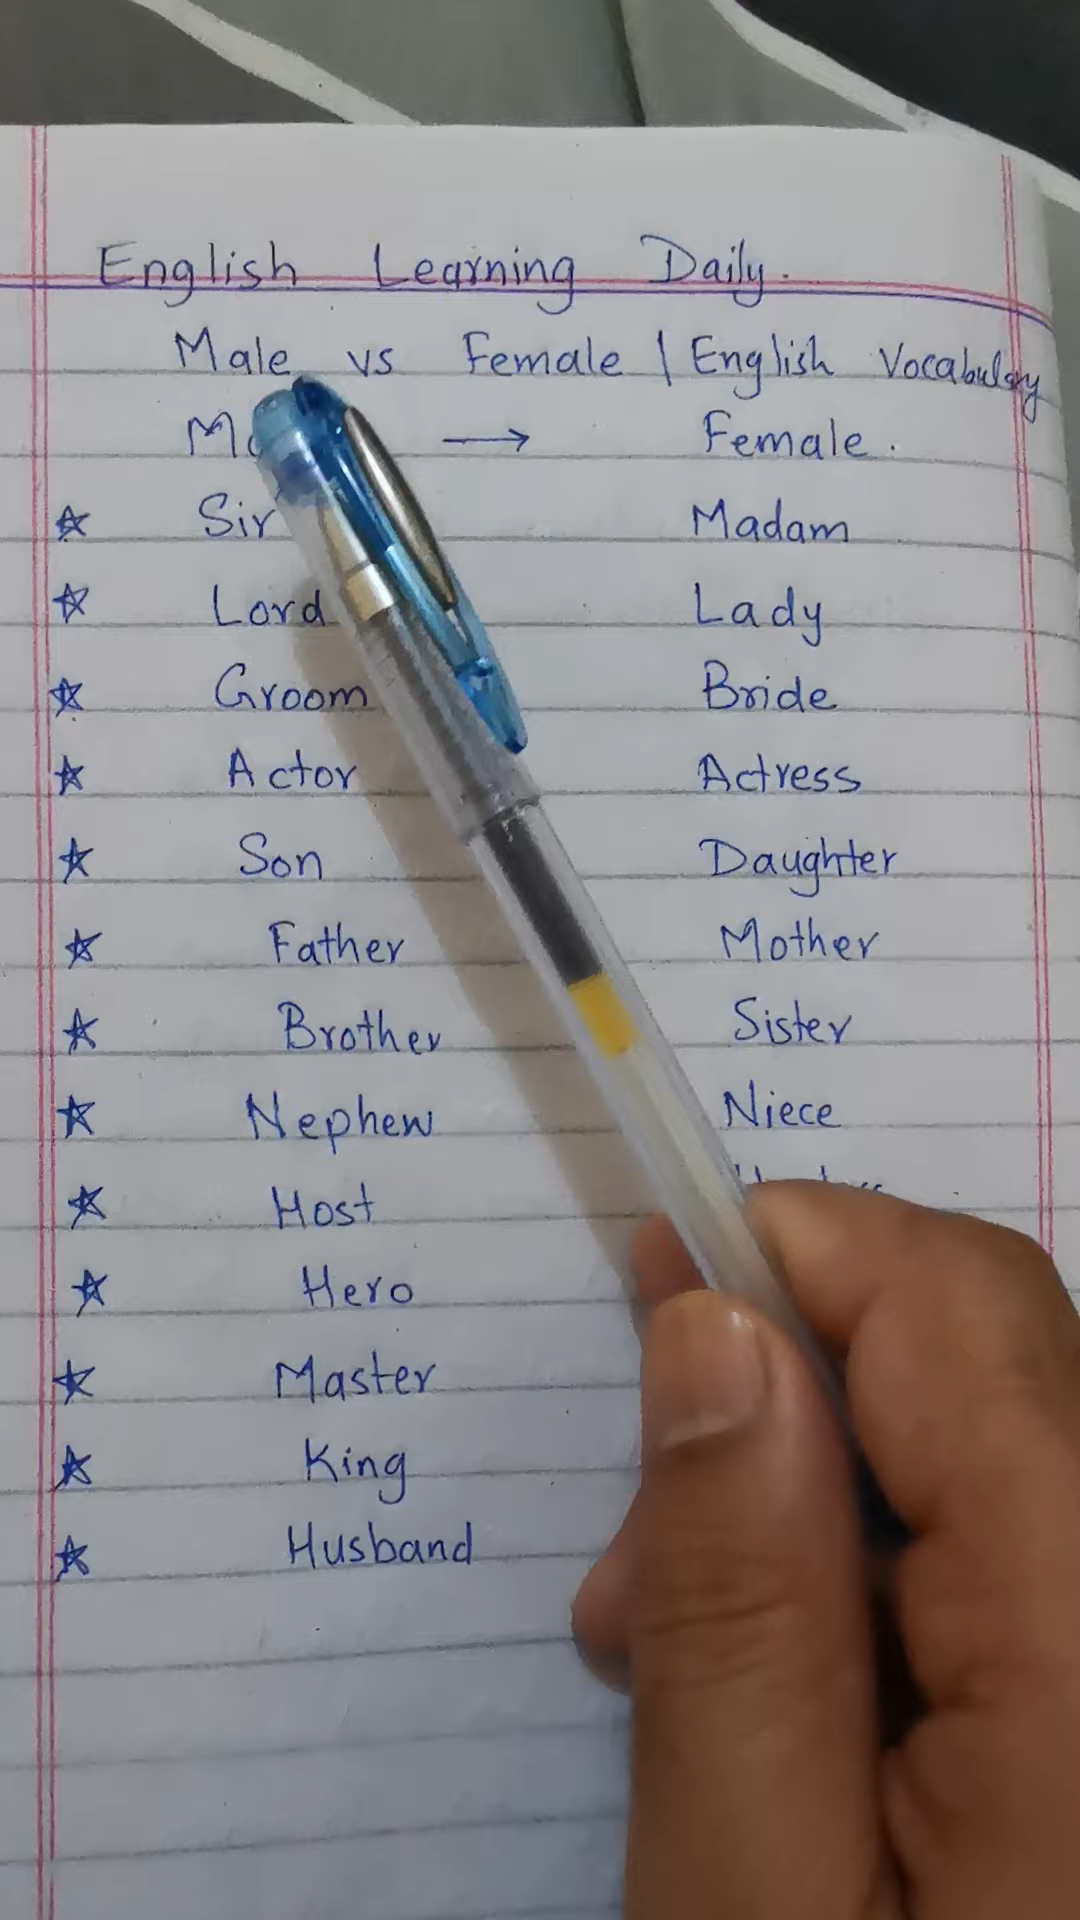 English Learning Daily.
Male vs Female | English Vocabulary
→ Female.
☆ Sir Madam
☆ Lord Lady
☆ Groom Bride
☆ Actor Actress
☆ Son Daughter
☆ Father Mother
☆ Brother Sister
☆ Nephew Niece
☆ Host
☆ Hero
☆ Master
☆ King
☆ Husband